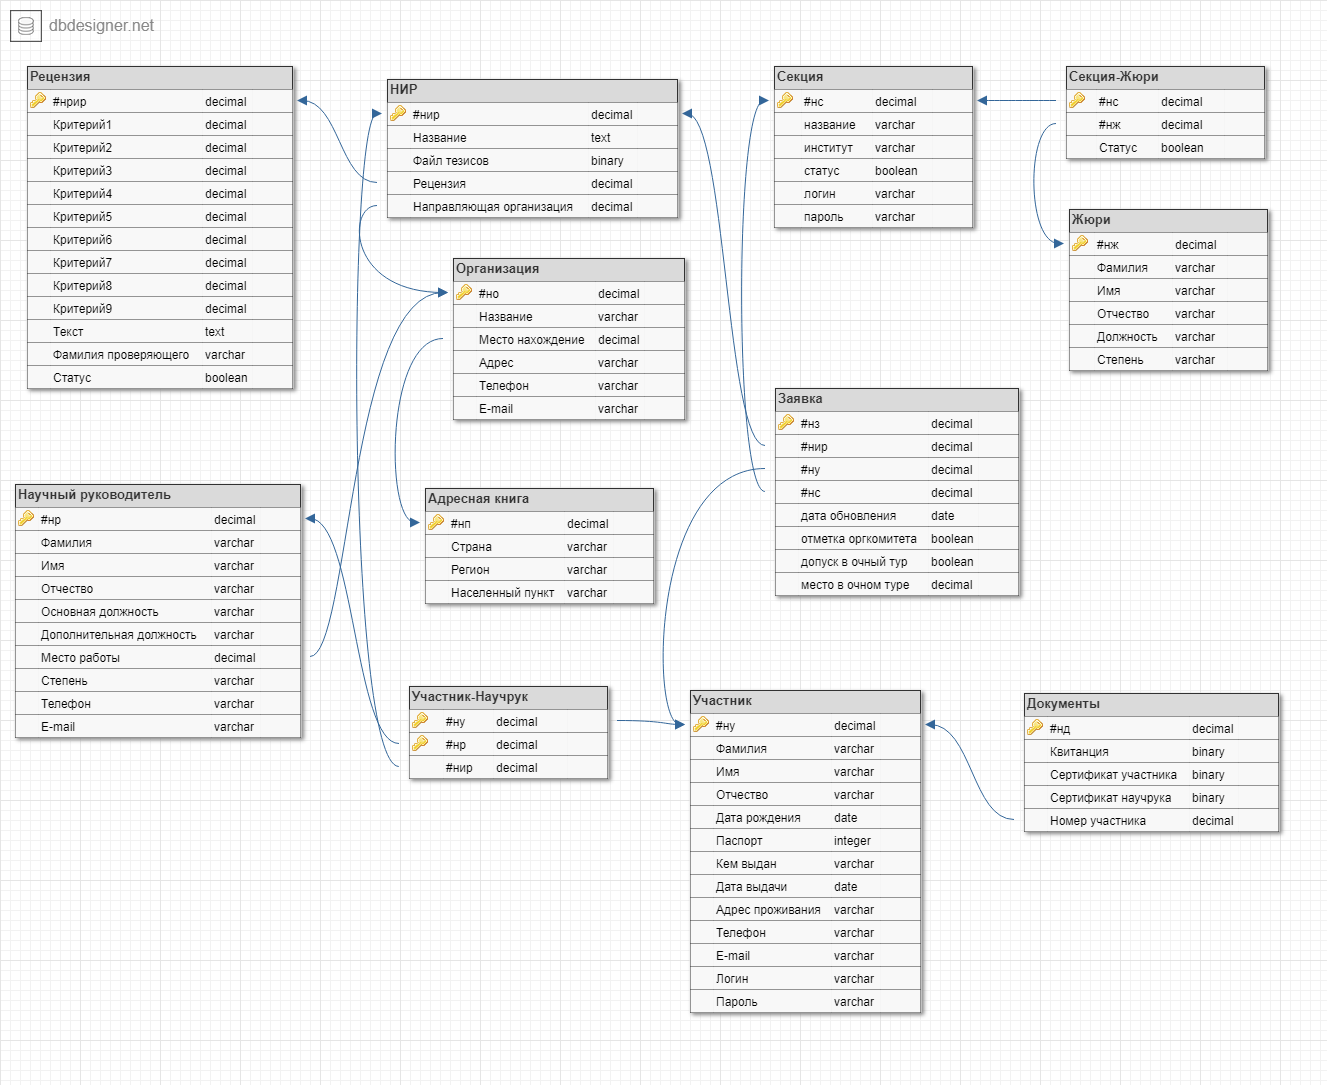 dbdesigner.net
Рецензия
#нрир decimal
Критерий1 decimal
Критерий2 decimal
Критерий3 decimal
Критерий4 decimal
Критерий5 decimal
Критерий6 decimal
Критерий7 decimal
Критерий8 decimal
Критерий9 decimal
Текст text
Фамилия проверяющего varchar
Статус boolean
НИР
#нир decimal
Название text
Файл тезисов binary
Рецензия decimal
Направляющая организация decimal
Секция
#нс decimal
название varchar
институт varchar
статус boolean
логин varchar
пароль varchar
Секция-Жюри
#нс decimal
#нж decimal
Статус boolean
Жюри
#нж decimal
Фамилия varchar
Имя varchar
Отчество varchar
Должность varchar
Степень varchar
Организация
#но decimal
Название varchar
Место нахождение decimal
Адрес varchar
Телефон varchar
E-mail varchar
Заявка
#нз decimal
#нир decimal
#ну decimal
#нс decimal
дата обновления date
отметка оргкомитета boolean
допуск в очный тур boolean
место в очном туре decimal
Научный руководитель
#нр decimal
Фамилия varchar
Имя varchar
Отчество varchar
Основная должность varchar
Дополнительная должность varchar
Место работы decimal
Степень varchar
Телефон varchar
E-mail varchar
Адресная книга
#нп decimal
Страна varchar
Регион varchar
Населенный пункт varchar
Участник-Научрук
#ну decimal
#нр decimal
#нир decimal
Участник
#ну decimal
Фамилия varchar
Имя varchar
Отчество varchar
Дата рождения date
Паспорт integer
Кем выдан varchar
Дата выдачи date
Адрес проживания varchar
Телефон varchar
E-mail varchar
Логин varchar
Пароль varchar
Документы
#нд decimal
Квитанция binary
Сертификат участника binary
Сертификат научрука binary
Номер участника decimal